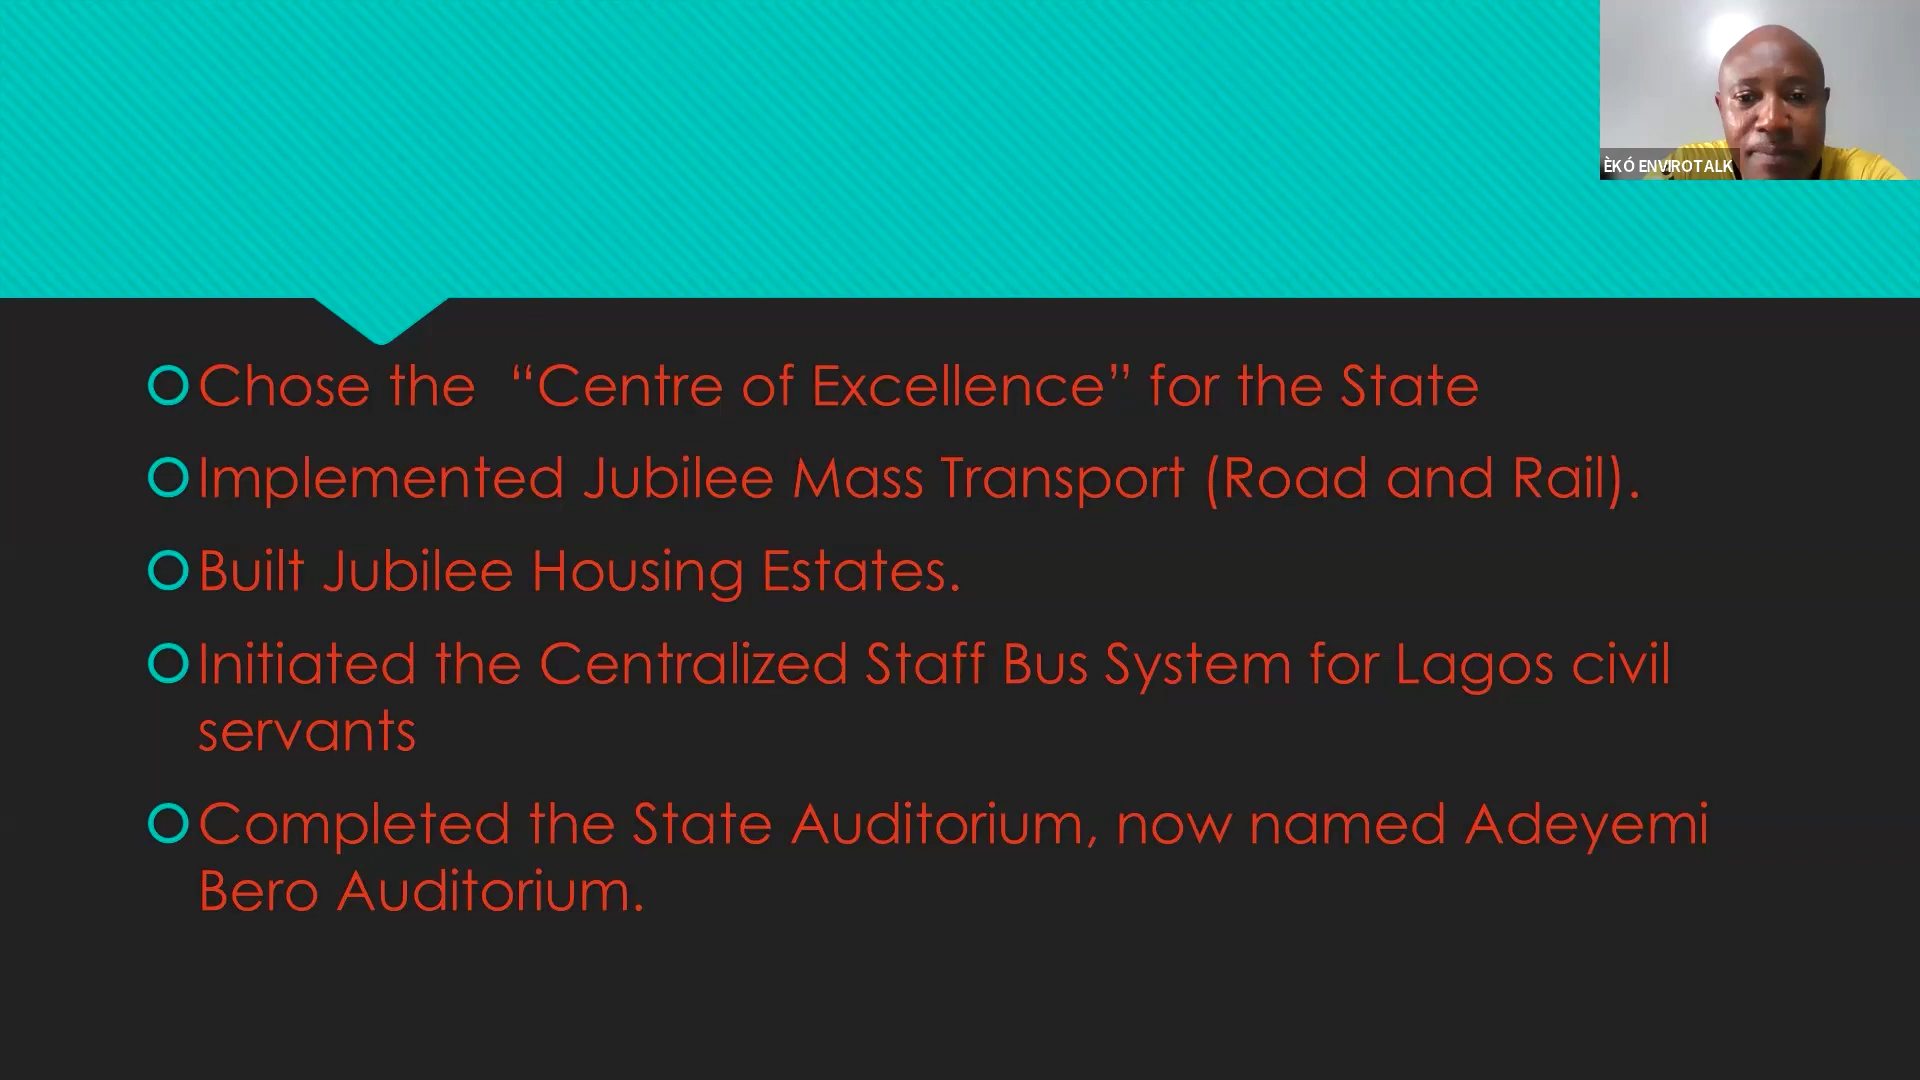 ÈKÓ ENVIROTALK
Chose the  “Centre of Excellence” for the State
Implemented Jubilee Mass Transport (Road and Rail).
Built Jubilee Housing Estates.
Initiated the Centralized Staff Bus System for Lagos civil
servants
Completed the State Auditorium, now named Adeyemi
Bero Auditorium.